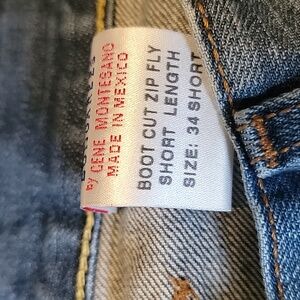 by GENE MONTESANO
MADE IN MEXICO
BOOT CUT ZIP FLY
SHORT LENGTH
SIZE: 34 SHORT